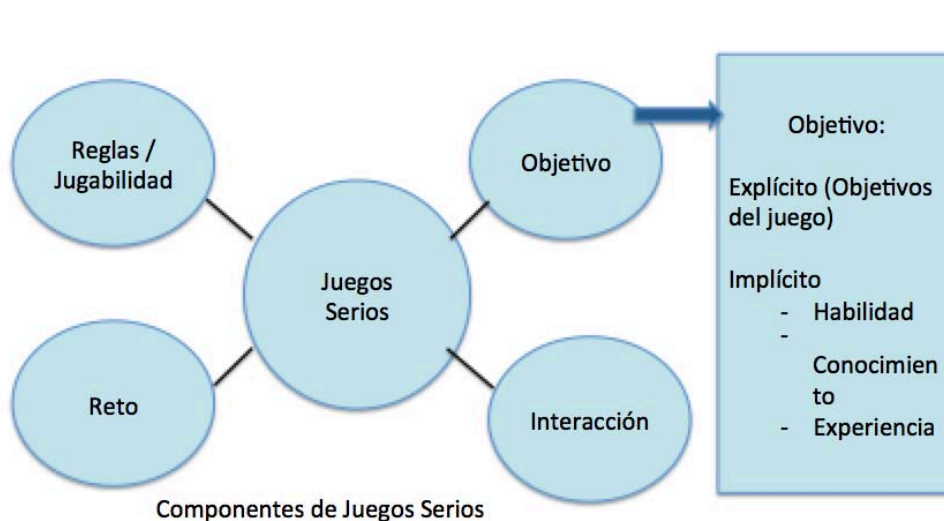 Reglas /
Jugabilidad
Objetivo
Juegos
Serios
Reto
Interacción
Objetivo:
Explícito (Objetivos
del juego)
Implícito
- Habilidad
-
Conocimien
to
- Experiencia
Componentes de Juegos Serios